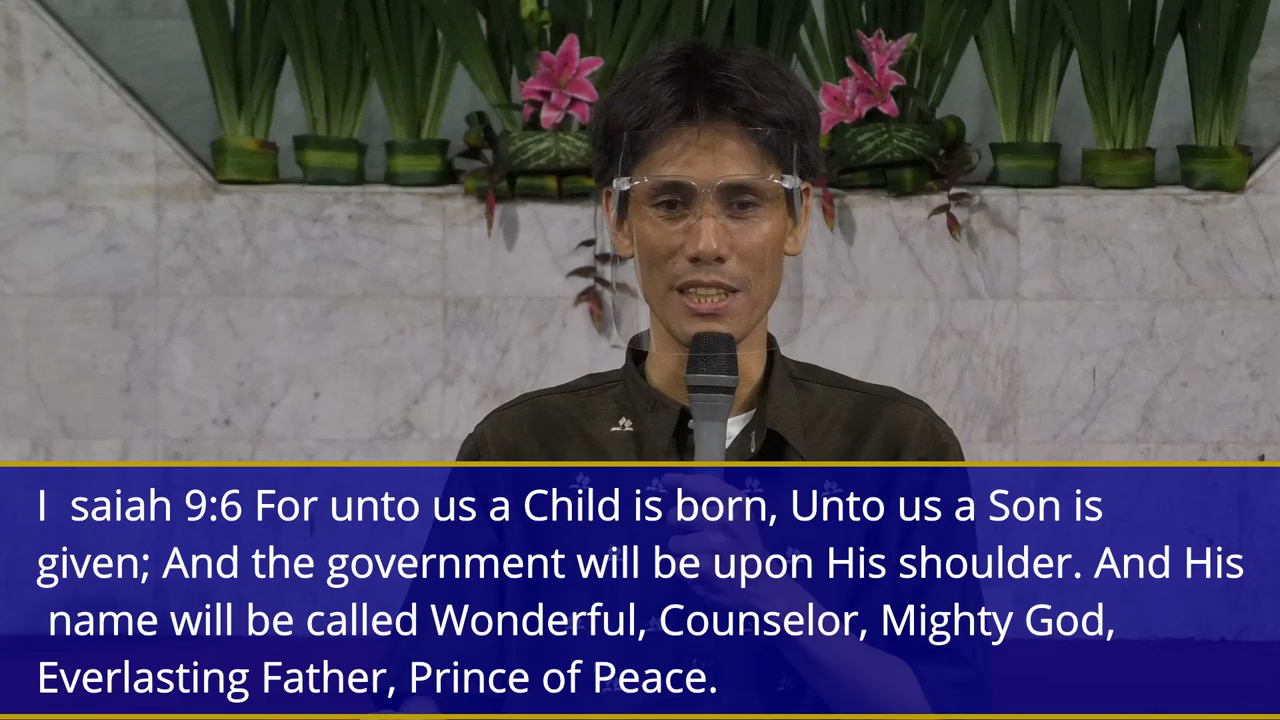 I  saiah 9:6 For unto us a Child is born, Unto us a Son is
given; And the government will be upon His shoulder. And His
name will be called Wonderful, Counselor, Mighty God,
Everlasting Father, Prince of Peace.